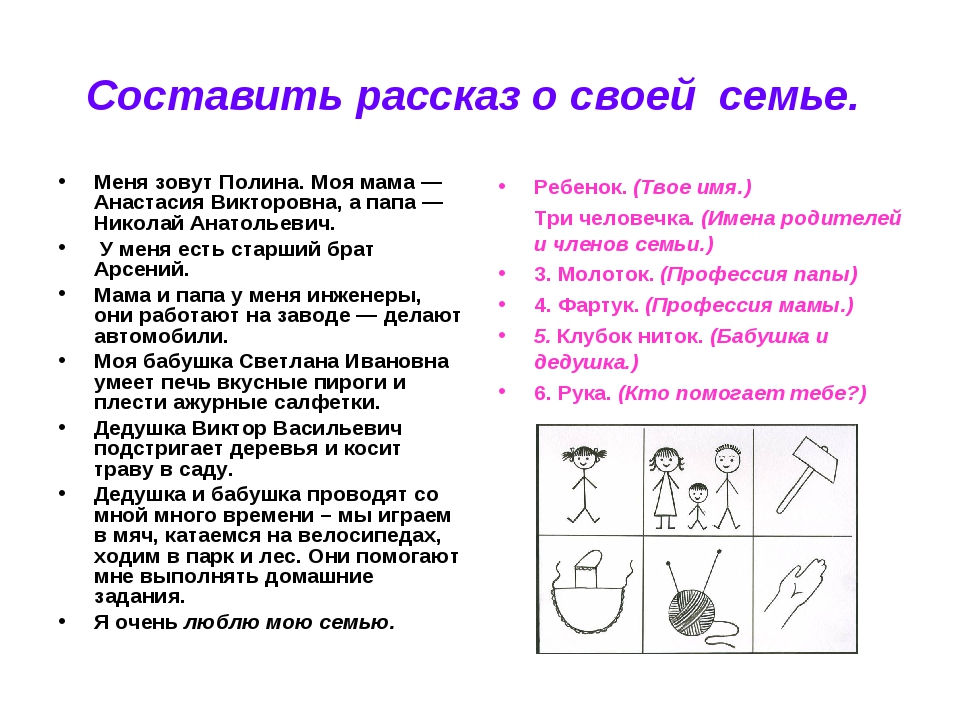 Составить рассказ о своей семье.
• Меня зовут Полина. Моя мама —
Анастасия Викторовна, а папа —
Николай Анатольевич.
• У меня есть старший брат
Арсений.
• Мама и папа у меня инженеры,
они работают на заводе — делают
автомобили.
• Моя бабушка Светлана Ивановна
умеет печь вкусные пироги и
плести ажурные салфетки.
• Дедушка Виктор Васильевич
подстригает деревья и косит
траву в саду.
• Дедушка и бабушка проводят со
мной много времени – мы играем
в мяч, катаемся на велосипедах,
ходим в парк и лес. Они помогают
мне выполнять домашние
задания.
• Я очень люблю мою семью.
• Ребенок. (Твое имя.)
Три человечка. (Имена родителей
и членов семьи.)
• 3. Молоток. (Профессия папы)
• 4. Фартук. (Профессия мамы.)
• 5. Клубок ниток. (Бабушка и
дедушка.)
• 6. Рука. (Кто помогает тебе?)